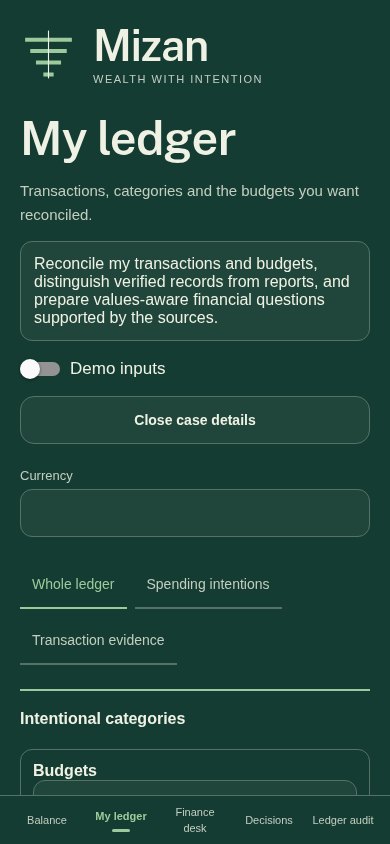 Mizan
WEALTH WITH INTENTION
My ledger
Transactions, categories and the budgets you want
reconciled.
Reconcile my transactions and budgets,
distinguish verified records from reports, and
prepare values-aware financial questions
supported by the sources.
Demo inputs
Close case details
Currency
Whole ledger
Spending intentions
Transaction evidence
Intentional categories
Budgets
Balance
My ledger
Finance
desk
Decisions
Ledger audit